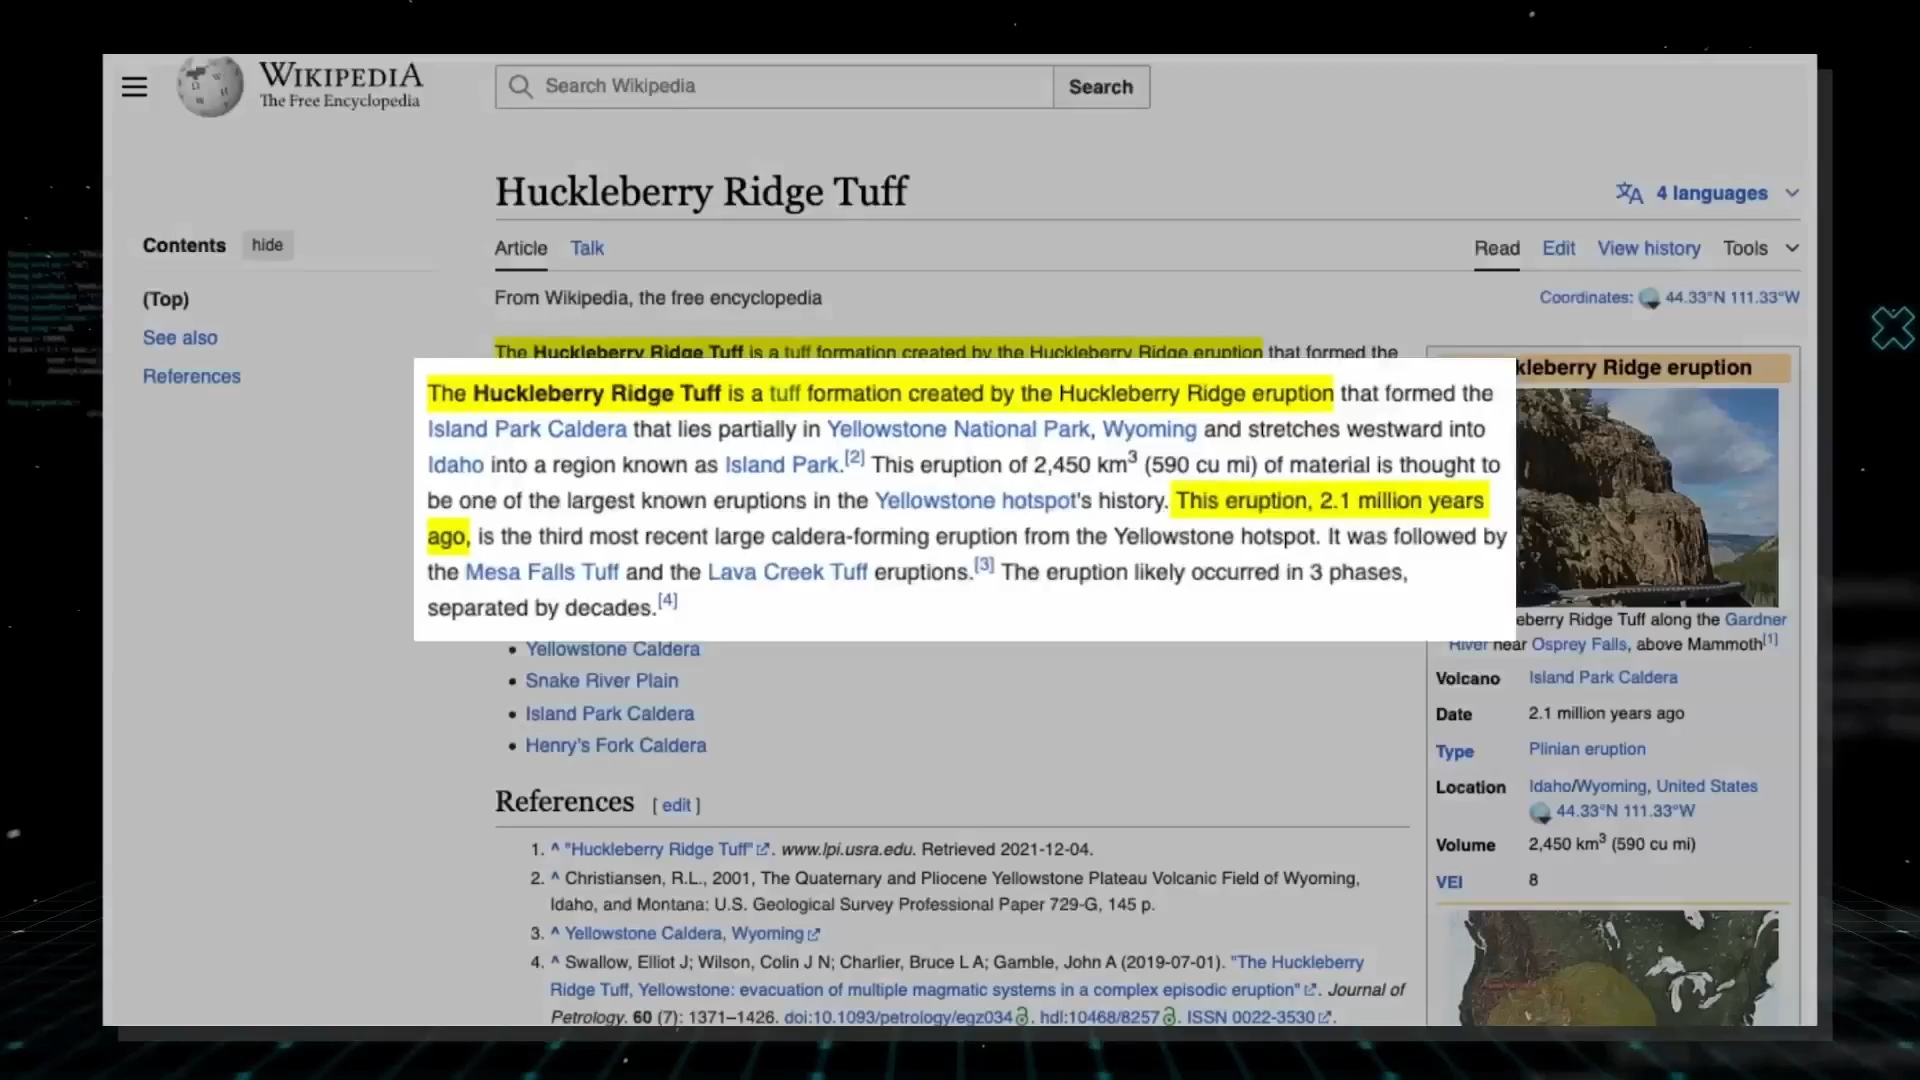 WIKIPEDIA
The Free Encyclopedia
Search Wikipedia
Search
Huckleberry Ridge Tuff
4 languages
Contents hide
Article Talk
Read Edit View history Tools
(Top)
From Wikipedia, the free encyclopedia
Coordinates: 44.33°N 111.33°W
See also
References
The Huckleberry Ridge Tuff is a tuff formation created by the Huckleberry Ridge eruption that formed the
The Huckleberry Ridge Tuff is a tuff formation created by the Huckleberry Ridge eruption that formed the
Island Park Caldera that lies partially in Yellowstone National Park, Wyoming and stretches westward into
Idaho into a region known as Island Park.[2] This eruption of 2,450 km3 (590 cu mi) of material is thought to
be one of the largest known eruptions in the Yellowstone hotspot's history. This eruption, 2.1 million years
ago, is the third most recent large caldera-forming eruption from the Yellowstone hotspot. It was followed by
the Mesa Falls Tuff and the Lava Creek Tuff eruptions.[3] The eruption likely occurred in 3 phases,
separated by decades.[4]
• Yellowstone Caldera
• Snake River Plain
• Island Park Caldera
• Henry's Fork Caldera
References [ edit ]
1. ^ "Huckleberry Ridge Tuff". www.lpi.usra.edu. Retrieved 2021-12-04.
2. ^ Christiansen, R.L., 2001, The Quaternary and Pliocene Yellowstone Plateau Volcanic Field of Wyoming,
Idaho, and Montana: U.S. Geological Survey Professional Paper 729-G, 145 p.
3. ^ Yellowstone Caldera, Wyoming
4. ^ Swallow, Elliot J; Wilson, Colin J N; Charlier, Bruce L A; Gamble, John A (2019-07-01). "The Huckleberry
Ridge Tuff, Yellowstone: evacuation of multiple magmatic systems in a complex episodic eruption". Journal of
Petrology. 60 (7): 1371–1426. doi:10.1093/petrology/egz034. hdl:10468/8257. ISSN 0022-3530.
kleberry Ridge eruption
eberry Ridge Tuff along the Gardner
River near Osprey Falls, above Mammoth[1]
Volcano Island Park Caldera
Date 2.1 million years ago
Type Plinian eruption
Location Idaho/Wyoming, United States
44.33°N 111.33°W
Volume 2,450 km3 (590 cu mi)
VEI 8